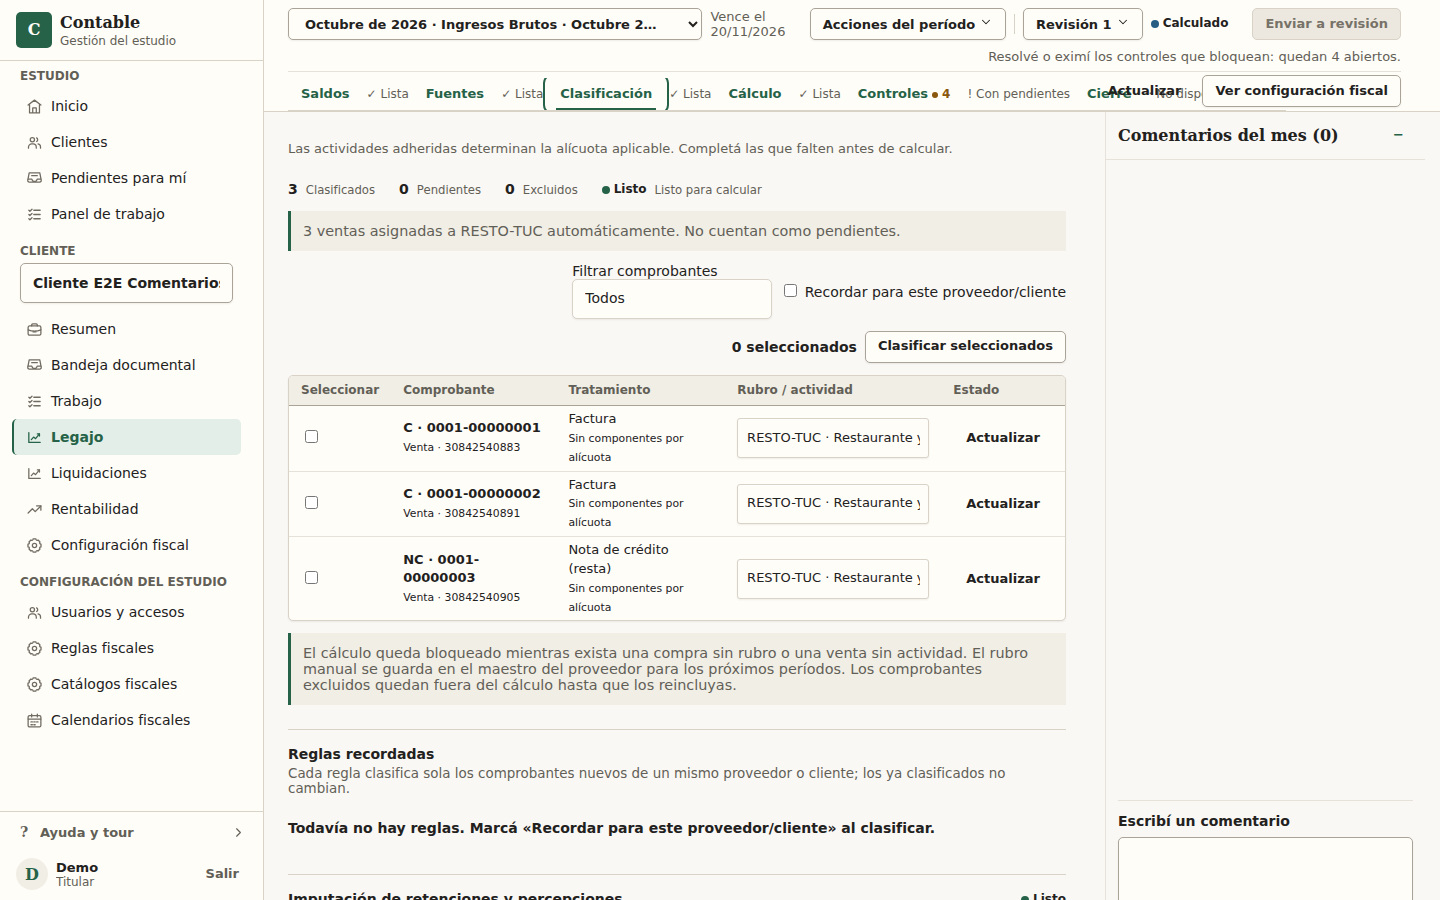 C
Contable
Gestión del estudio
ESTUDIO
Inicio
Clientes
Pendientes para mí
Panel de trabajo
CLIENTE
Cliente E2E Comentarios
Resumen
Bandeja documental
Trabajo
Legajo
Liquidaciones
Rentabilidad
Configuración fiscal
CONFIGURACIÓN DEL ESTUDIO
Usuarios y accesos
Reglas fiscales
Catálogos fiscales
Calendarios fiscales
? Ayuda y tour
D
Demo
Titular
Salir
Octubre de 2026 · Ingresos Brutos · Octubre 2...
Vence el
20/11/2026
Acciones del período
Revisión 1
Calculado
Enviar a revisión
Resolvé o eximí los controles que bloquean: quedan 4 abiertos.
Saldos ✓ Lista Fuentes ✓ Lista Clasificación ✓ Lista Cálculo ✓ Lista Controles 4 ! Con pendientes Cierre No disp
Actualizar
Ver configuración fiscal
Las actividades adheridas determinan la alícuota aplicable. Completá las que falten antes de calcular.
3 Clasificados 0 Pendientes 0 Excluidos Listo Listo para calcular
3 ventas asignadas a RESTO-TUC automáticamente. No cuentan como pendientes.
Filtrar comprobantes
Todos
Recordar para este proveedor/cliente
0 seleccionados
Clasificar seleccionados
Seleccionar Comprobante Tratamiento Rubro / actividad Estado
C · 0001-00000001
Venta · 30842540883
Factura
Sin componentes por
alícuota
RESTO-TUC · Restaurante y
Actualizar
C · 0001-00000002
Venta · 30842540891
Factura
Sin componentes por
alícuota
RESTO-TUC · Restaurante y
Actualizar
NC · 0001-
00000003
Venta · 30842540905
Nota de crédito
(resta)
Sin componentes por
alícuota
RESTO-TUC · Restaurante y
Actualizar
El cálculo queda bloqueado mientras exista una compra sin rubro o una venta sin actividad. El rubro
manual se guarda en el maestro del proveedor para los próximos períodos. Los comprobantes
excluidos quedan fuera del cálculo hasta que los reincluyas.
Reglas recordadas
Cada regla clasifica sola los comprobantes nuevos de un mismo proveedor o cliente; los ya clasificados no
cambian.
Todavía no hay reglas. Marcá «Recordar para este proveedor/cliente» al clasificar.
Imputación de retenciones y percepciones
Listo
Comentarios del mes (0)
−
Escribí un comentario